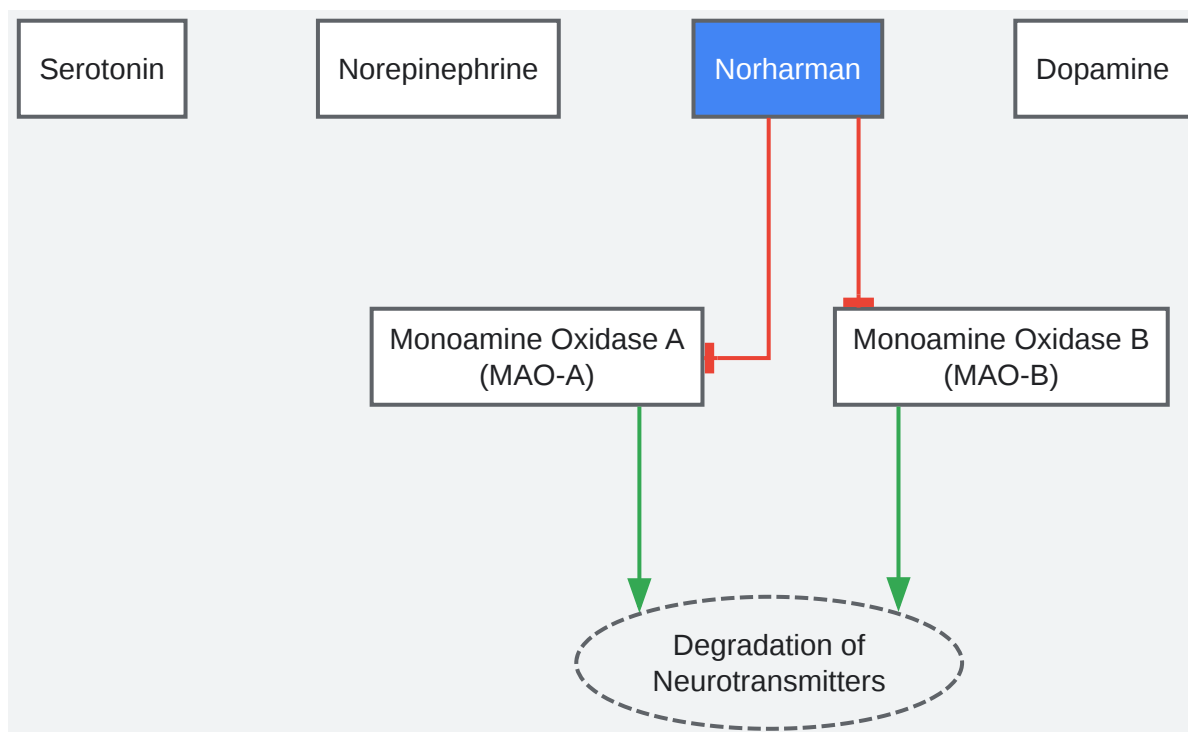 Serotonin
Norepinephrine
Norharman
Dopamine
Monoamine Oxidase A
(MAO-A)
Monoamine Oxidase B
(MAO-B)
Degradation of
Neurotransmitters